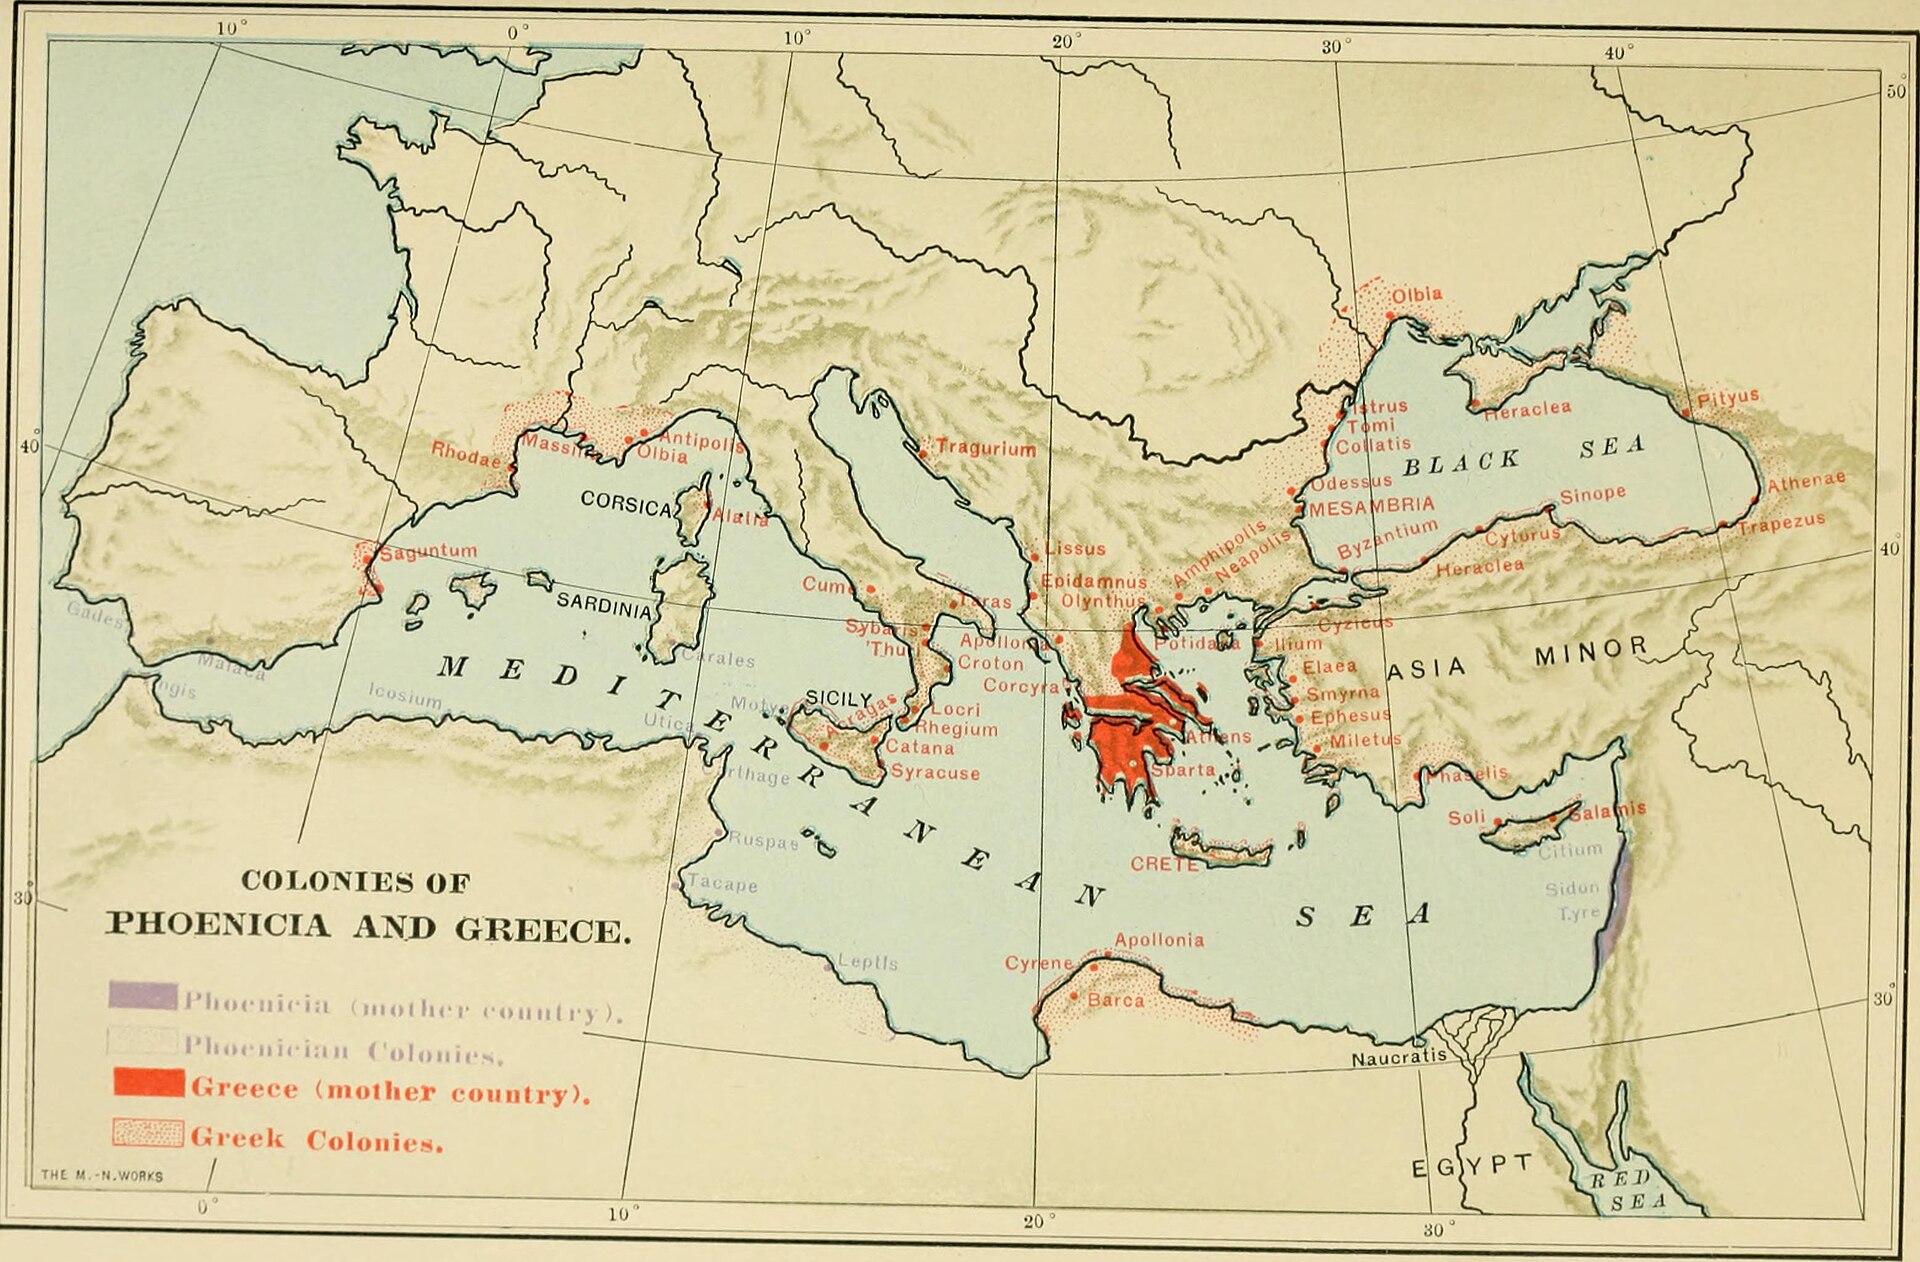 10°
0°
10°
20°
30°
40°
50°
40°
30°
40°
30°
0°
10°
20°
30°
Olbia
Istrus
Tomi
Collatis
Odessus
MESAMBRIA
Byzantium
Heraclea
Pityus
BLACK SEA
Sinope
Athenae
Trapezus
Cytorus
Heraclea
Rhodae
Massilia
Antipolis
Olbia
Tragurium
CORSICA
Alalia
Saguntum
SARDINIA
Gades
Malaca
Carales
Icosium
Utica
Motye
Carthage
Ruspae
Tacape
Leptis
MEDITERRANEAN SEA
SICILY
Acragas
Cumae
Taras
Sybaris
Apollonia
Croton
Corcyra
Locri
Rhegium
Catana
Syracuse
Lissus
Epidamnus
Olynthus
Amphipolis
Neapolis
Potidaea
Cyzicus
Ilium
Elaea
Smyrna
Ephesus
Miletus
Athens
Sparta
ASIA MINOR
Phaselis
Soli
Salamis
Citium
Sidon
Tyre
CRETE
Apollonia
Cyrene
Barca
Naucratis
EGYPT
RED
SEA
COLONIES OF
PHOENICIA AND GREECE.
Phoenicia (mother country).
Phoenician Colonies.
Greece (mother country).
Greek Colonies.
THE M.-N. WORKS